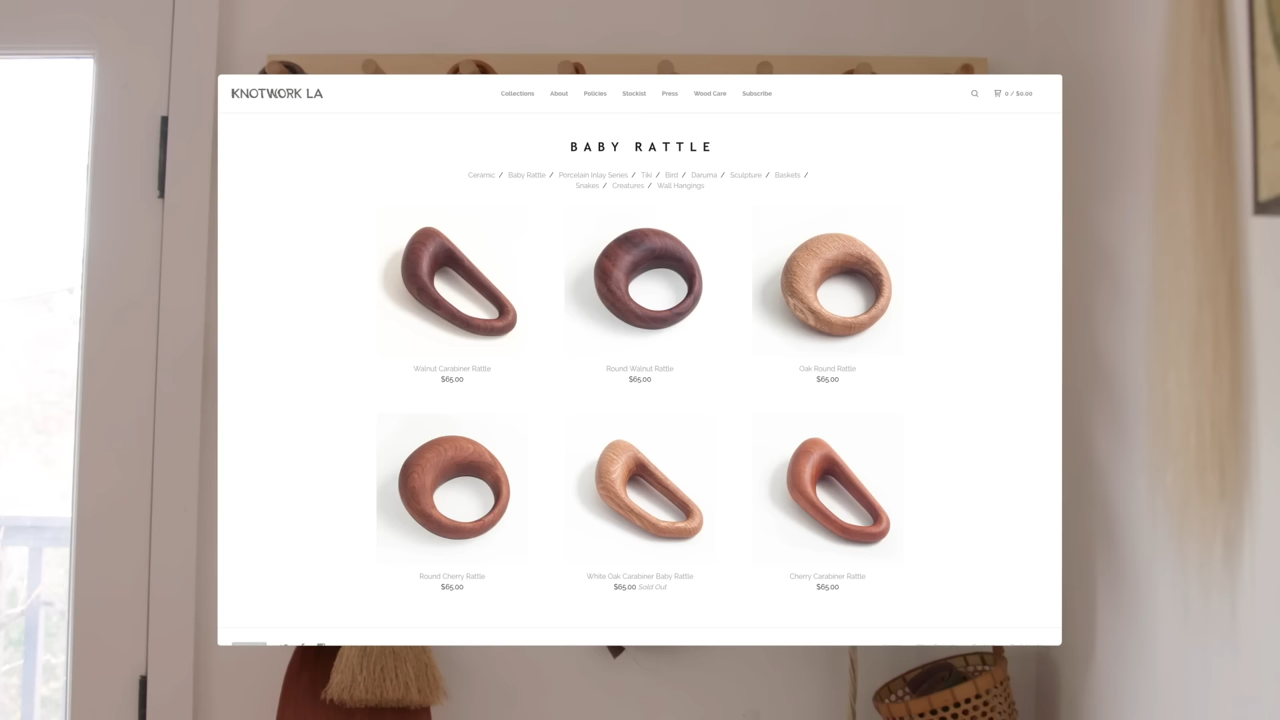 KNOTWORK LA
Collections About Policies Stockist Press Wood Care Subscribe
0 / $0.00
BABY RATTLE
Ceramic / Baby Rattle / Porcelain Inlay Series / Tiki / Bird / Daruma / Sculpture / Baskets /
Snakes / Creatures / Wall Hangings
Walnut Carabiner Rattle
$65.00
Round Walnut Rattle
$65.00
Oak Round Rattle
$65.00
Round Cherry Rattle
$65.00
White Oak Carabiner Baby Rattle
$65.00 Sold Out
Cherry Carabiner Rattle
$65.00